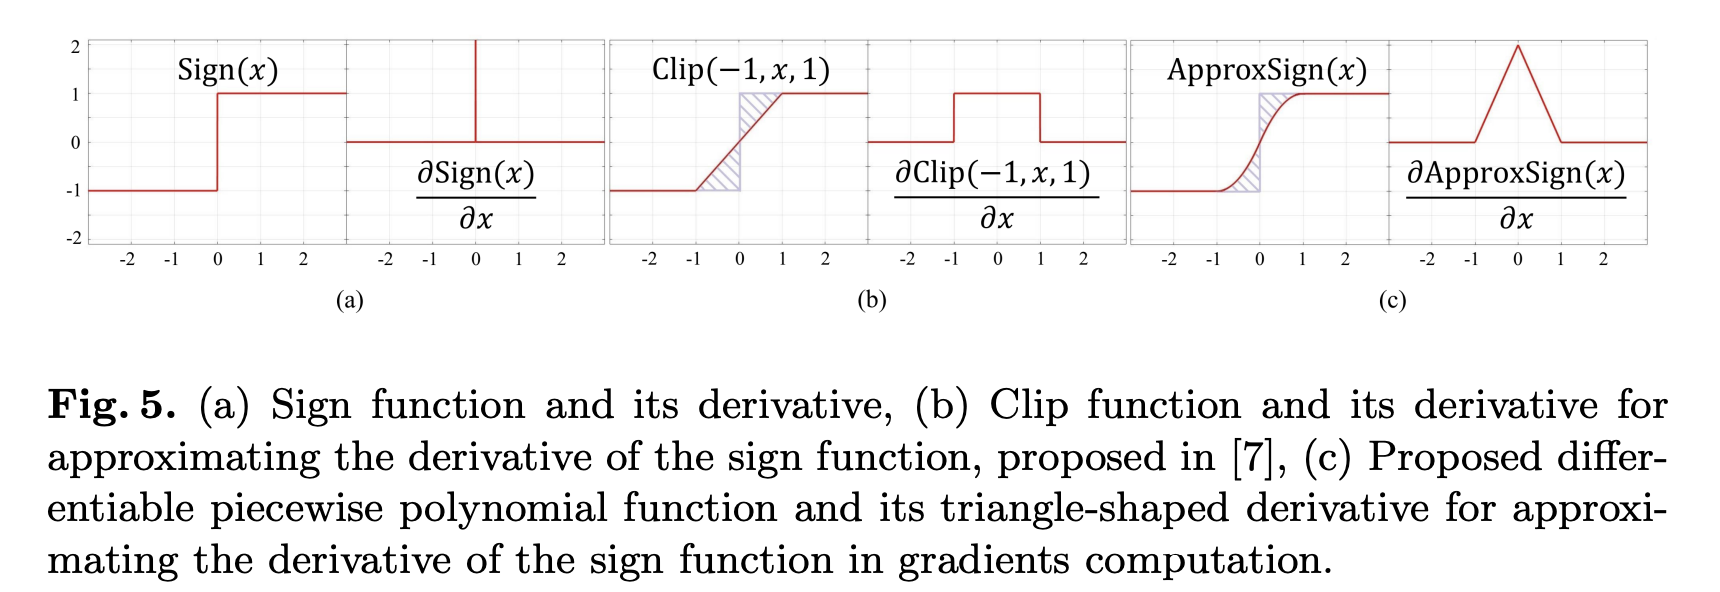 Sign(x)
Clip(−1, x, 1)
ApproxSign(x)
2
1
0
-1
-2
∂Sign(x)
∂x
∂Clip(−1, x, 1)
∂x
∂ApproxSign(x)
∂x
-2 -1 0 1 2 -2 -1 0 1 2 -2 -1 0 1 2 -2 -1 0 1 2 -2 -1 0 1 2 -2 -1 0 1 2
(a) (b) (c)
Fig. 5. (a) Sign function and its derivative, (b) Clip function and its derivative for
approximating the derivative of the sign function, proposed in [7], (c) Proposed differ-
entiable piecewise polynomial function and its triangle-shaped derivative for approxi-
mating the derivative of the sign function in gradients computation.